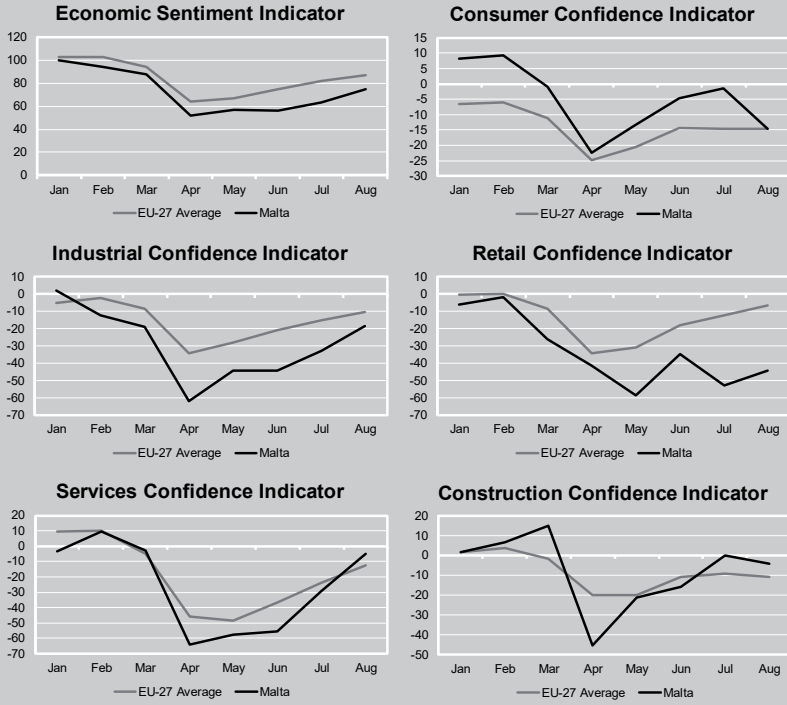 Economic Sentiment Indicator
120
100
80
60
40
20
0
Jan Feb Mar Apr May Jun Jul Aug
EU-27 Average Malta
Consumer Confidence Indicator
15
10
5
0
-5
-10
-15
-20
-25
-30
Jan Feb Mar Apr May Jun Jul Aug
EU-27 Average Malta
Industrial Confidence Indicator
10
0
-10
-20
-30
-40
-50
-60
-70
Jan Feb Mar Apr May Jun Jul Aug
EU-27 Average Malta
Retail Confidence Indicator
10
0
-10
-20
-30
-40
-50
-60
-70
Jan Feb Mar Apr May Jun Jul Aug
EU-27 Average Malta
Services Confidence Indicator
20
10
0
-10
-20
-30
-40
-50
-60
-70
Jan Feb Mar Apr May Jun Jul Aug
EU-27 Average Malta
Construction Confidence Indicator
20
10
0
-10
-20
-30
-40
-50
Jan Feb Mar Apr May Jun Jul Aug
EU-27 Average Malta